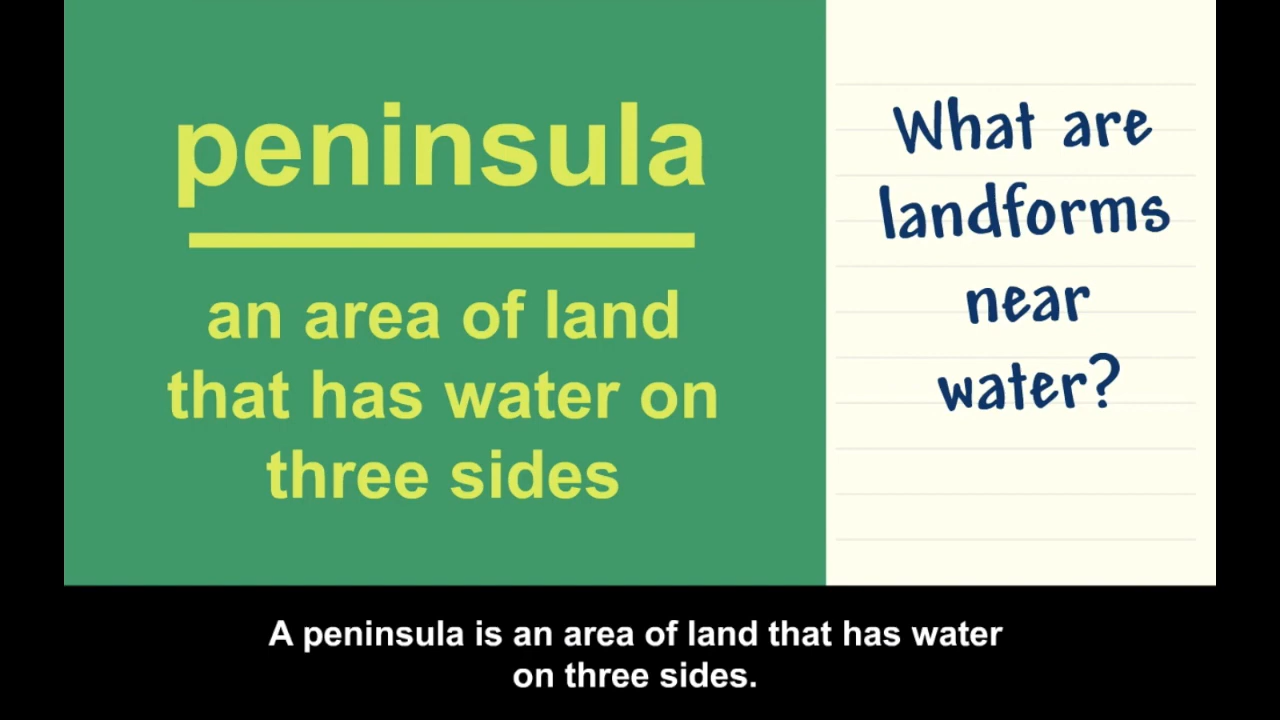 peninsula
an area of land
that has water on
three sides
What are
landforms
near
water?
A peninsula is an area of land that has water
on three sides.